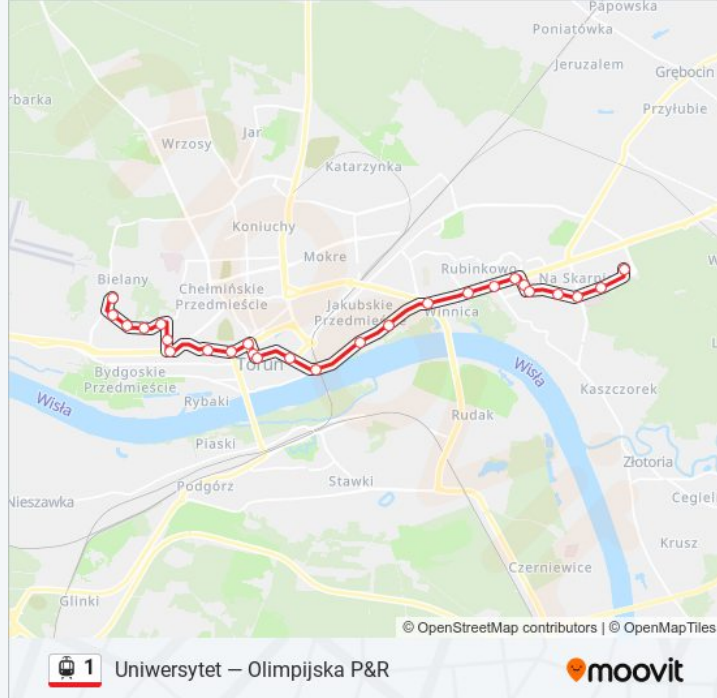 Papowska
Poniatówka
Jeruzalem
Grębocin
rbarka
Przyłubie
Jar
Wrzosy
Katarzynka
Koniuchy
Mokre
Rubinkowo
Bielany
Na Skarpie
Chełmińskie
Przedmieście
Jakubskie
Przedmieście
Winnica
Toruń
Bydgoskie
Przedmieście
Wisła
Wisła
Rybaki
Kaszczorek
Rudak
Piaski
Złotoria
Stawki
Podgórz
Nieszawka
Krusz
Czerniewice
Glinki
© OpenStreetMap contributors | © OpenMapTiles
1 Uniwersytet — Olimpijska P&R
moovit